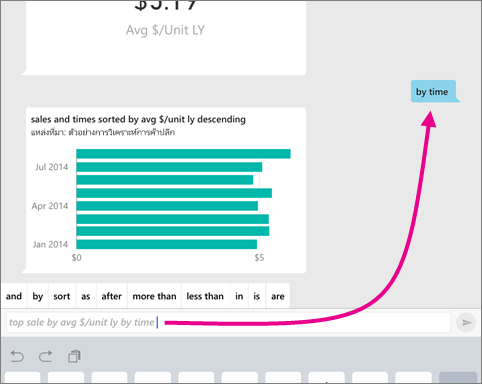 $5.19
Avg $/Unit LY
by time
sales and times sorted by avg $/unit ly descending
แหล่งที่มา: ตัวอย่างการวิเคราะห์การค้าปลีก
Jul 2014
Apr 2014
Jan 2014
$0 $5
and by sort as after more than less than in is are
top sale by avg $/unit ly by time